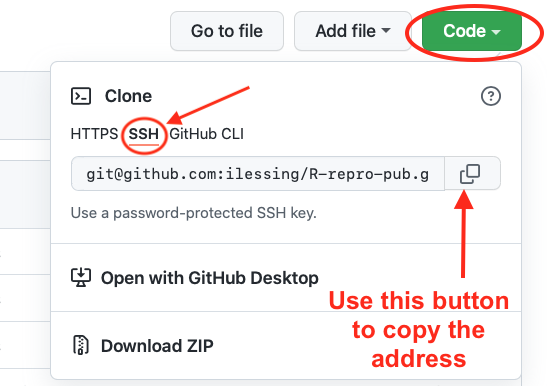 Go to file Add file Code
Clone
HTTPS SSH GitHub CLI
git@github.com:ilessing/R-repro-pub.g
Use a password-protected SSH key.
Open with GitHub Desktop
Use this button
to copy the
address
Download ZIP